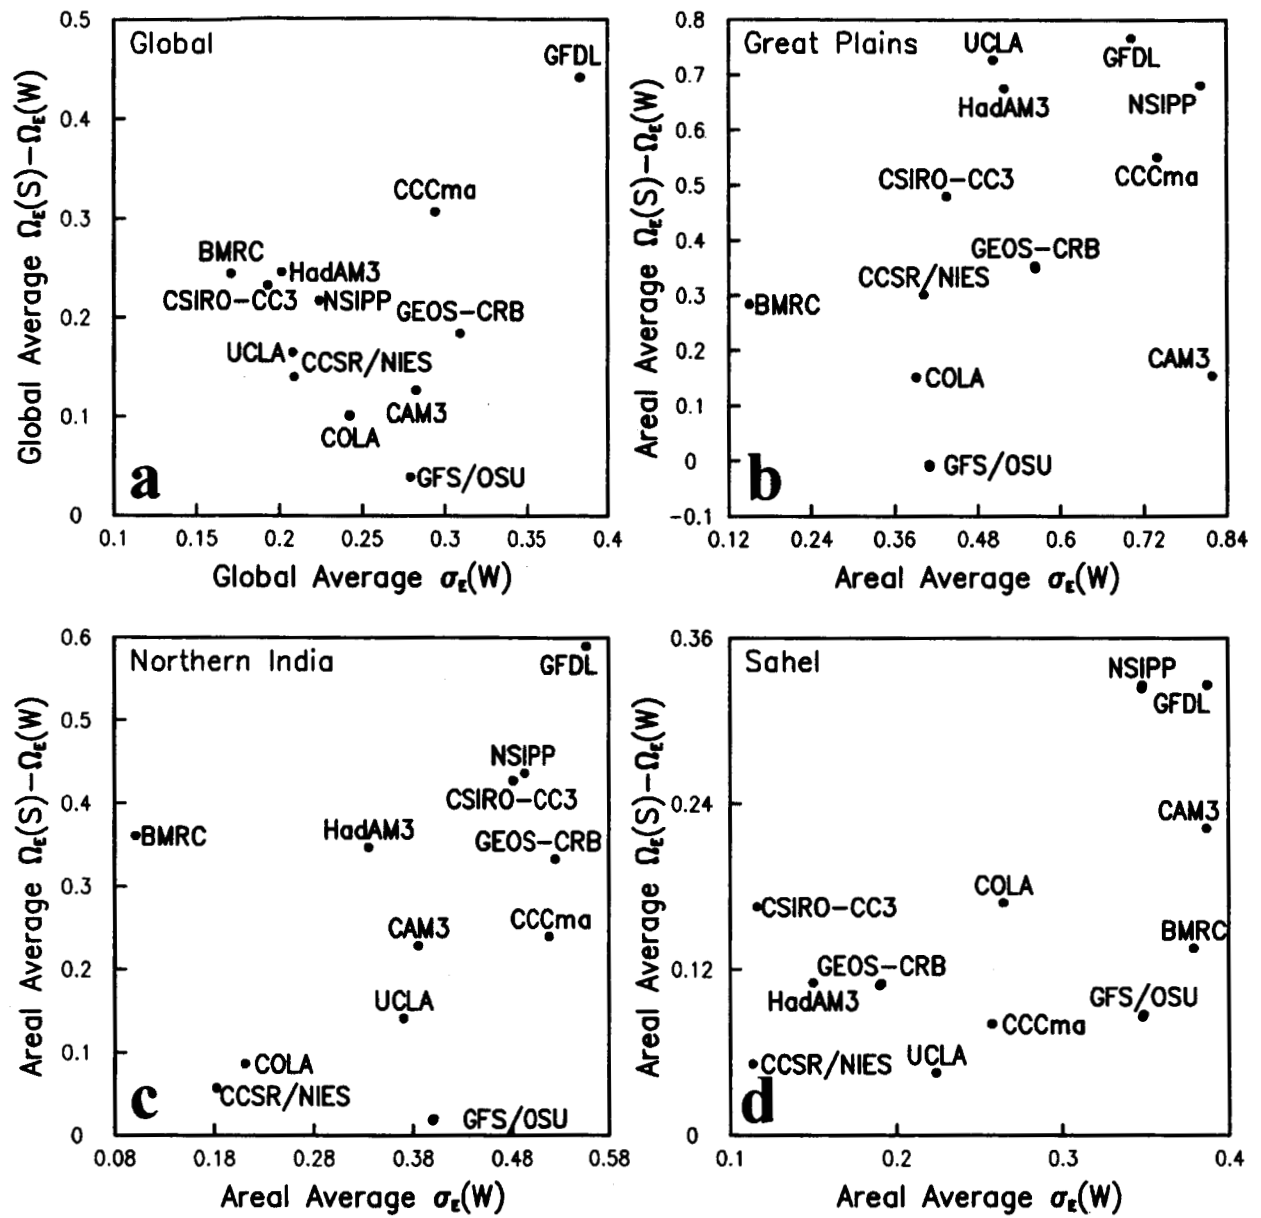 Global
GFDL
CCCma
BMRC
HadAM3
CSIRO-CC3
NSIPP
GEOS-CRB
UCLA
CCSR/NIES
CAM3
COLA
GFS/OSU
a
0.5
0.4
0.3
0.2
0.1
0
0.1
0.15
0.2
0.25
0.3
0.35
0.4
Global Average Ω_E(S)-Ω_E(W)
Global Average σ_E(W)
Great Plains
UCLA
GFDL
HadAM3
NSIPP
CCCma
CSIRO-CC3
GEOS-CRB
CCSR/NIES
BMRC
CAM3
COLA
GFS/OSU
b
0.8
0.7
0.6
0.5
0.4
0.3
0.2
0.1
0
-0.1
0.12
0.24
0.36
0.48
0.6
0.72
0.84
Areal Average Ω_E(S)-Ω_E(W)
Areal Average σ_E(W)
Northern India
GFDL
NSIPP
CSIRO-CC3
BMRC
HadAM3
GEOS-CRB
CAM3
CCCma
UCLA
COLA
CCSR/NIES
GFS/OSU
c
0.6
0.5
0.4
0.3
0.2
0.1
0
0.08
0.18
0.28
0.38
0.48
0.58
Areal Average Ω_E(S)-Ω_E(W)
Areal Average σ_E(W)
Sahel
NSIPP
GFDL
CAM3
COLA
CSIRO-CC3
BMRC
GEOS-CRB
HadAM3
GFS/OSU
CCCma
UCLA
CCSR/NIES
d
0.36
0.24
0.12
0
0.1
0.2
0.3
0.4
Areal Average Ω_E(S)-Ω_E(W)
Areal Average σ_E(W)